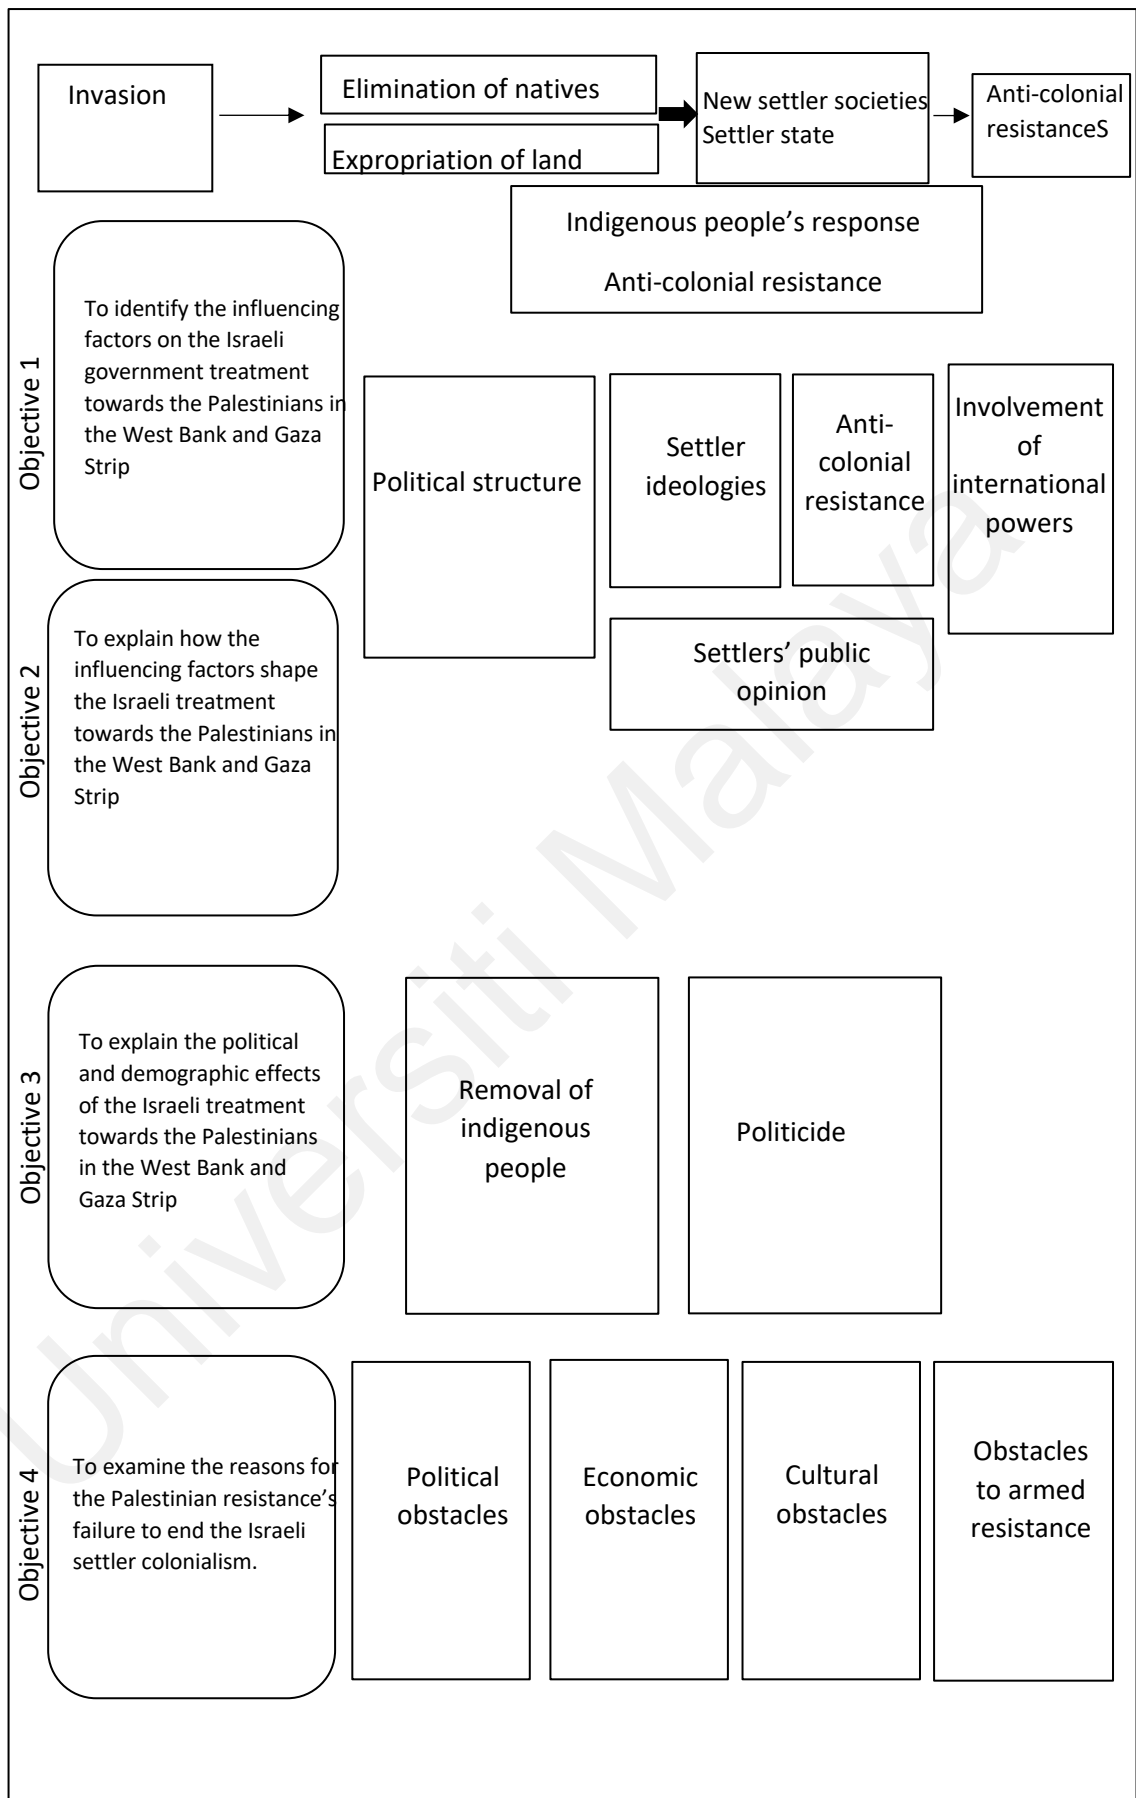 Invasion
Elimination of natives
Expropriation of land
New settler societies
Settler state
Anti-colonial
resistanceS
Indigenous people’s response
Anti-colonial resistance
Objective 1
To identify the influencing
factors on the Israeli
government treatment
towards the Palestinians in
the West Bank and Gaza
Strip
Political structure
Settler
ideologies
Anti-
colonial
resistance
Involvement
of
international
powers
Settlers’ public
opinion
Objective 2
To explain how the
influencing factors shape
the Israeli treatment
towards the Palestinians in
the West Bank and Gaza
Strip
Objective 3
To explain the political
and demographic effects
of the Israeli treatment
towards the Palestinians
in the West Bank and
Gaza Strip
Removal of
indigenous
people
Politicide
Objective 4
To examine the reasons for
the Palestinian resistance’s
failure to end the Israeli
settler colonialism.
Political
obstacles
Economic
obstacles
Cultural
obstacles
Obstacles
to armed
resistance
Universiti Malaya